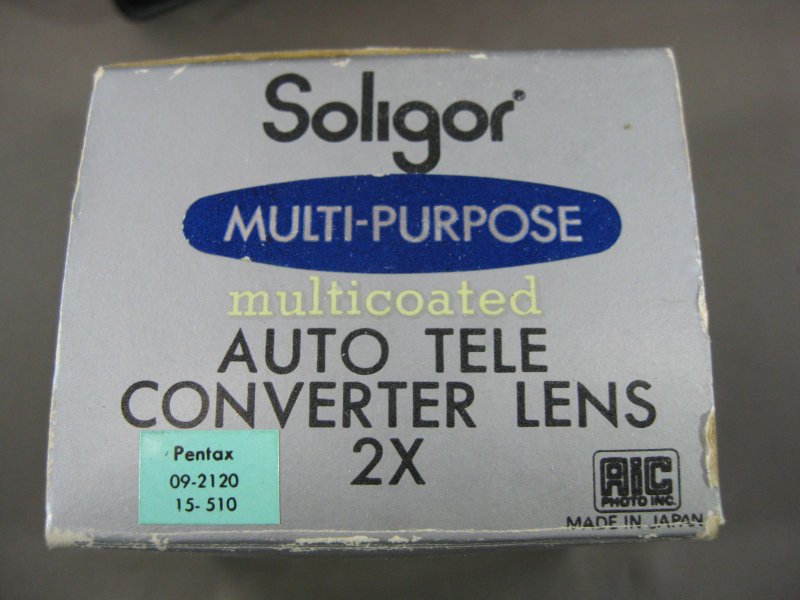 Soligor®
MULTI-PURPOSE
multicoated
AUTO TELE
CONVERTER LENS
2X
Pentax
09-2120
15-510
AIC
PHOTO INC.
MADE IN JAPAN